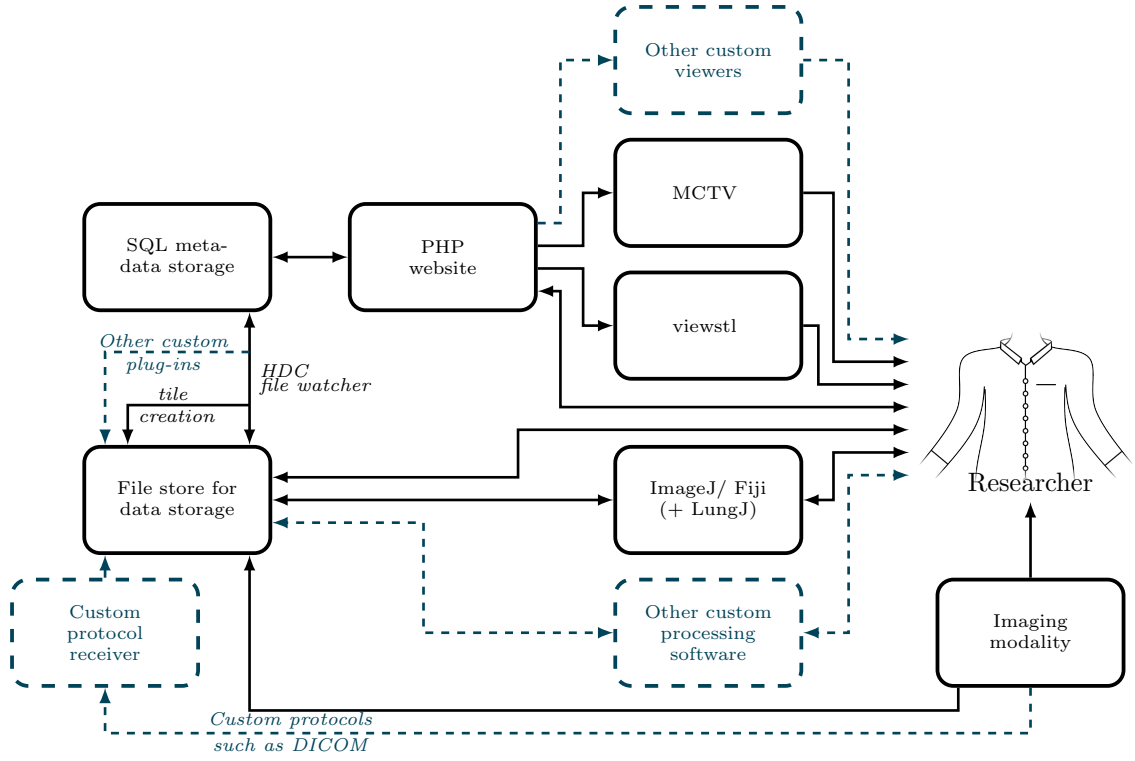 Other custom
viewers
MCTV
SQL meta-
data storage
PHP
website
viewstl
Other custom
plug-ins
HDC
file watcher
tile
creation
File store for
data storage
ImageJ/ Fiji
(+ LungJ)
Researcher
Custom
protocol
receiver
Other custom
processing
software
Imaging
modality
Custom protocols
such as DICOM